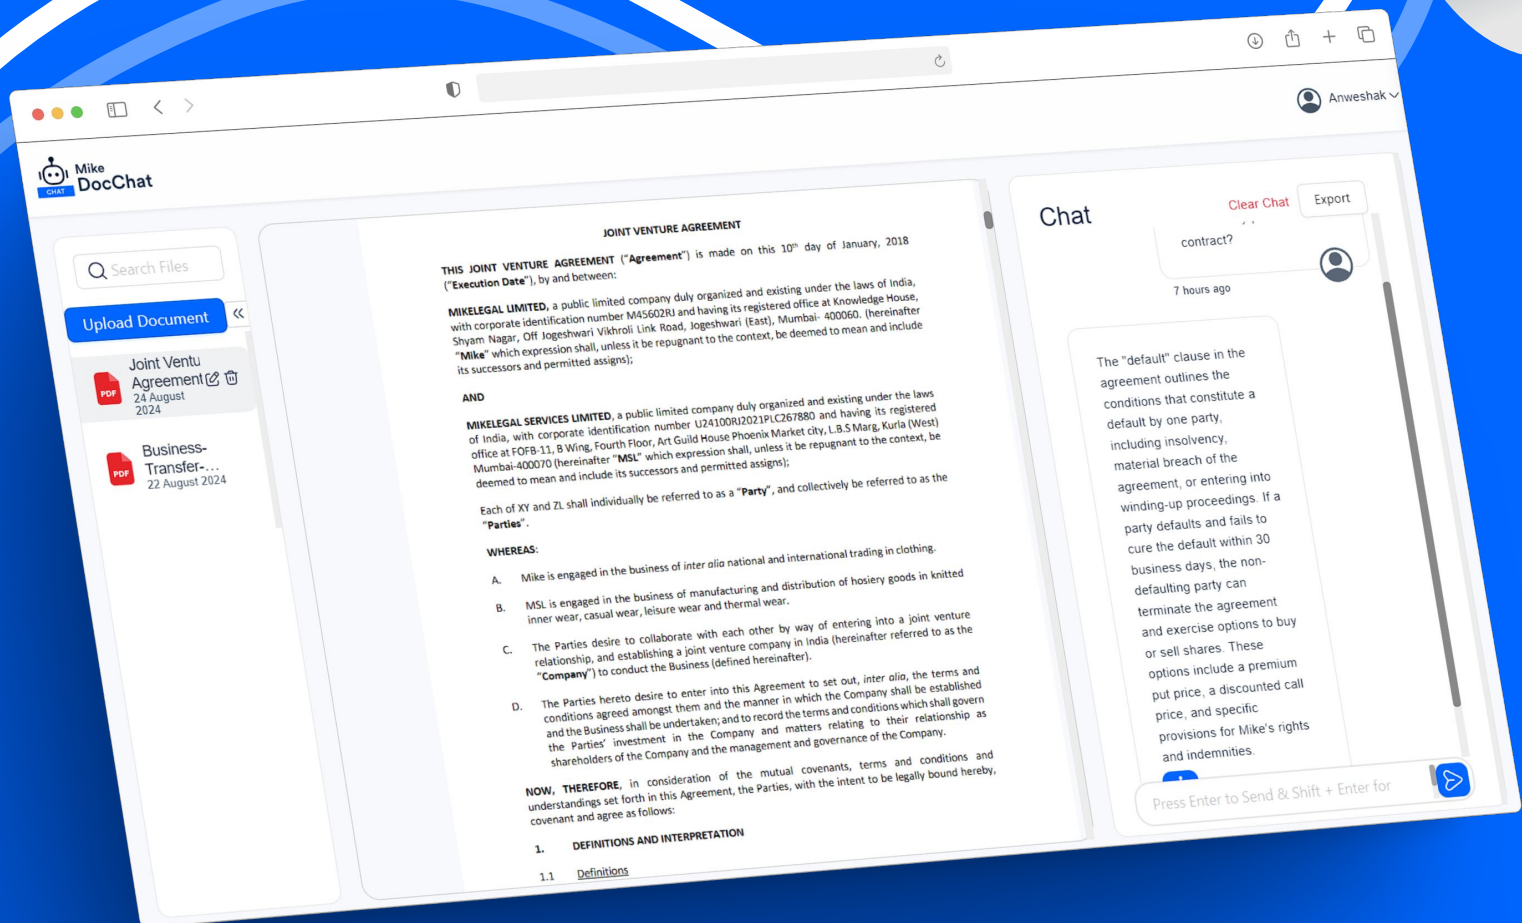 Anweshak
Mike
DocChat
CHAT
Search Files
Upload Document
Joint Ventu
Agreement
24 August
2024
PDF
Business-
Transfer-...
22 August 2024
PDF
JOINT VENTURE AGREEMENT
THIS JOINT VENTURE AGREEMENT ("Agreement") is made on this 10th day of January, 2018
("Execution Date"), by and between:
MIKELEGAL LIMITED, a public limited company duly organized and existing under the laws of India,
with corporate identification number M45602RJ and having its registered office at Knowledge House,
Shyam Nagar, Off Jogeshwari Vikhroli Link Road, Jogeshwari (East), Mumbai- 400060. (hereinafter
"Mike" which expression shall, unless it be repugnant to the context, be deemed to mean and include
its successors and permitted assigns);
AND
MIKELEGAL SERVICES LIMITED, a public limited company duly organized and existing under the laws
of India, with corporate identification number U24100RJ2021PLC267880 and having its registered
office at FOFB-11, B Wing, Fourth Floor, Art Guild House Phoenix Market city, L.B.S Marg, Kurla (West)
Mumbai-400070 (hereinafter "MSL" which expression shall, unless it be repugnant to the context, be
deemed to mean and include its successors and permitted assigns);
Each of XY and ZL shall individually be referred to as a "Party", and collectively be referred to as the
"Parties".
WHEREAS:
A. Mike is engaged in the business of inter alia national and international trading in clothing.
B. MSL is engaged in the business of manufacturing and distribution of hosiery goods in knitted
inner wear, casual wear, leisure wear and thermal wear.
C. The Parties desire to collaborate with each other by way of entering into a joint venture
relationship, and establishing a joint venture company in India (hereinafter referred to as the
"Company") to conduct the Business (defined hereinafter).
D. The Parties hereto desire to enter into this Agreement to set out, inter alia, the terms and
conditions agreed amongst them and the manner in which the Company shall be established
and the Business shall be undertaken; and to record the terms and conditions which shall govern
the Parties' investment in the Company and matters relating to their relationship as
shareholders of the Company and the management and governance of the Company.
NOW, THEREFORE, in consideration of the mutual covenants, terms and conditions and
understandings set forth in this Agreement, the Parties, with the intent to be legally bound hereby,
covenant and agree as follows:
1. DEFINITIONS AND INTERPRETATION
1.1 Definitions
Chat
Clear Chat
Export
contract?
7 hours ago
The "default" clause in the
agreement outlines the
conditions that constitute a
default by one party,
including insolvency,
material breach of the
agreement, or entering into
winding-up proceedings. If a
party defaults and fails to
cure the default within 30
business days, the non-
defaulting party can
terminate the agreement
and exercise options to buy
or sell shares. These
options include a premium
put price, a discounted call
price, and specific
provisions for Mike's rights
and indemnities.
Press Enter to Send & Shift + Enter for